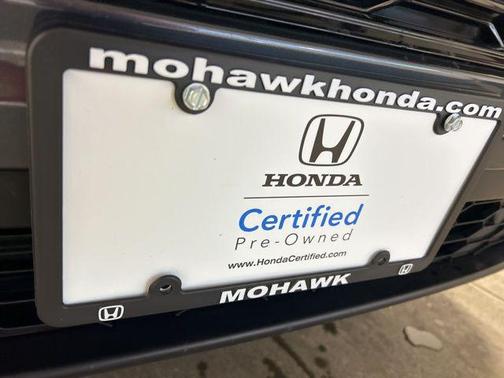 mohawkhonda.com
HONDA
Certified
Pre-Owned
www.HondaCertified.com
MOHAWK